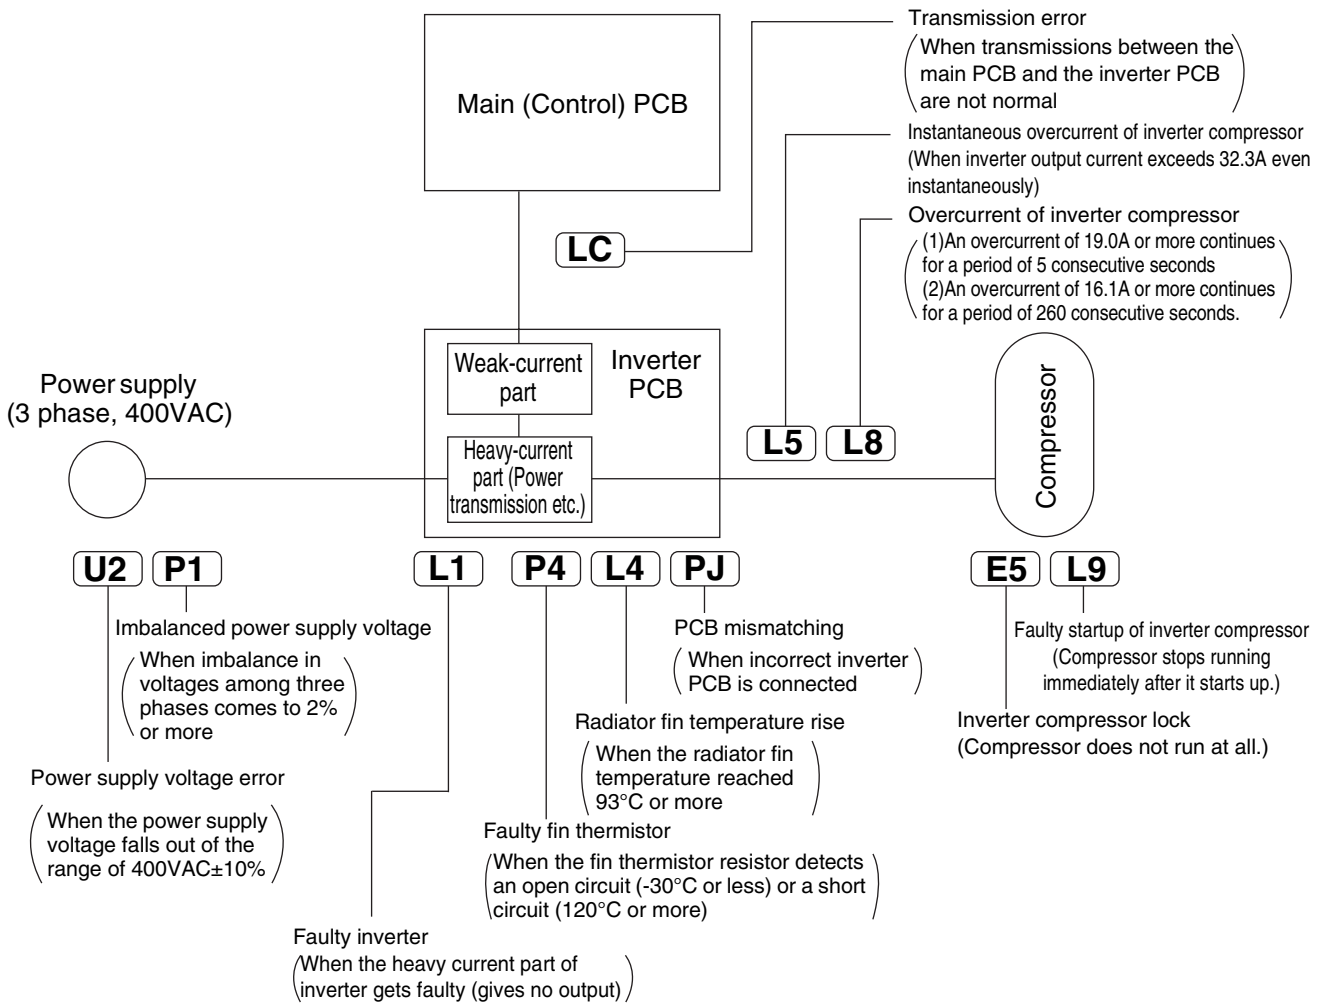 Transmission error
When transmissions between the
main PCB and the inverter PCB
are not normal
Main (Control) PCB
Instantaneous overcurrent of inverter compressor
(When inverter output current exceeds 32.3A even
instantaneously)
LC
Overcurrent of inverter compressor
(1)An overcurrent of 19.0A or more continues
for a period of 5 consecutive seconds
(2)An overcurrent of 16.1A or more continues
for a period of 260 consecutive seconds.
Weak-current
part
Inverter
PCB
Power supply
(3 phase, 400VAC)
Heavy-current
part (Power
transmission etc.)
L5
L8
Compressor
U2
P1
L1
P4
L4
PJ
E5
L9
Imbalanced power supply voltage
When imbalance in
voltages among three
phases comes to 2%
or more
PCB mismatching
When incorrect inverter
PCB is connected
Faulty startup of inverter compressor
(Compressor stops running
immediately after it starts up.)
Radiator fin temperature rise
When the radiator fin
temperature reached
93°C or more
Inverter compressor lock
(Compressor does not run at all.)
Power supply voltage error
When the power supply
voltage falls out of the
range of 400VAC±10%
Faulty fin thermistor
When the fin thermistor resistor detects
an open circuit (-30°C or less) or a short
circuit (120°C or more)
Faulty inverter
When the heavy current part of
inverter gets faulty (gives no output)